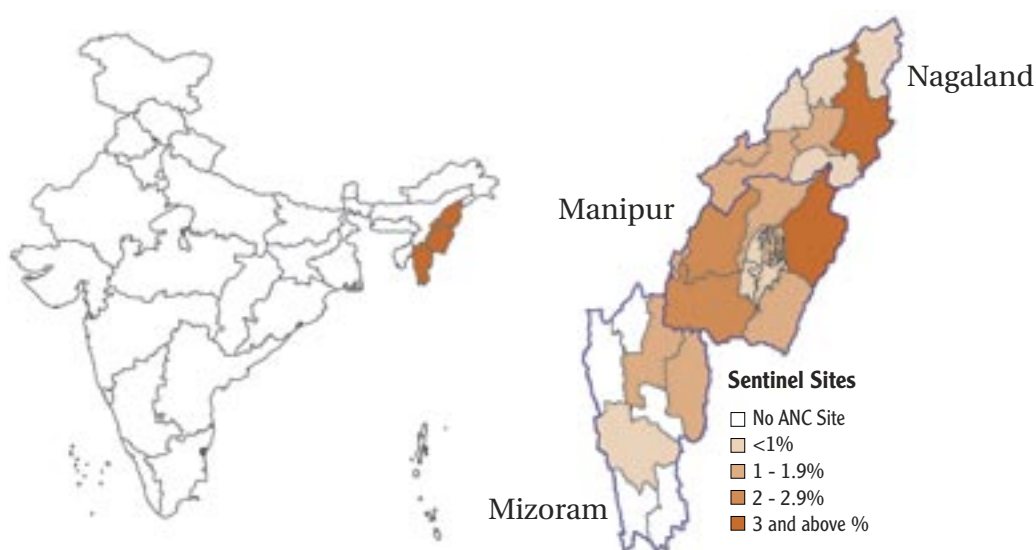 Nagaland
Manipur
Mizoram
Sentinel Sites
No ANC Site
<1%
1 - 1.9%
2 - 2.9%
3 and above %